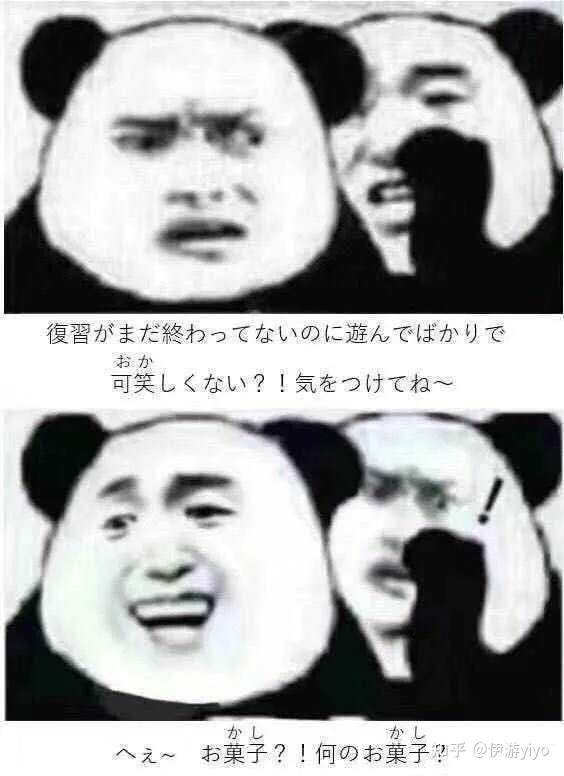 復習がまだ終わってないのに遊んでばかりで
おか
可笑しくない？！気をつけてね～
！
かし かし
へぇ~ お菓子？！何のお菓子？
知乎 @伊游yiyo